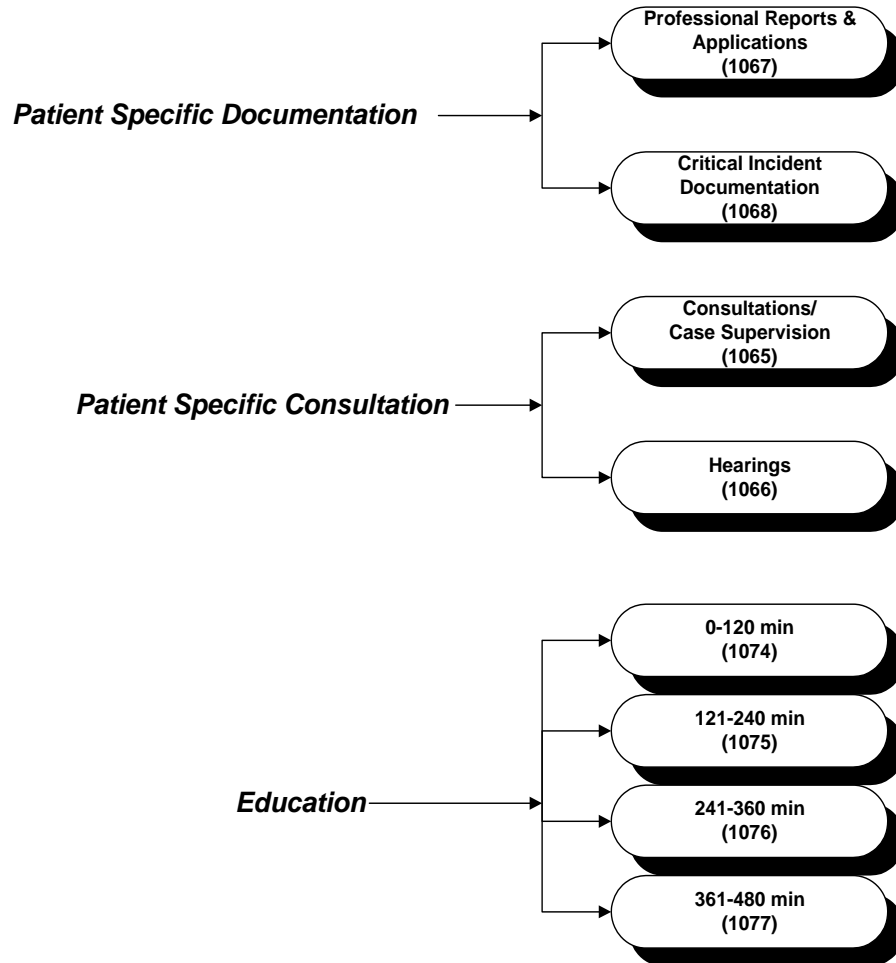 Professional Reports &
Applications
(1067)
Patient Specific Documentation
Critical Incident
Documentation
(1068)
Consultations/
Case Supervision
(1065)
Patient Specific Consultation
Hearings
(1066)
0-120 min
(1074)
121-240 min
(1075)
Education
241-360 min
(1076)
361-480 min
(1077)